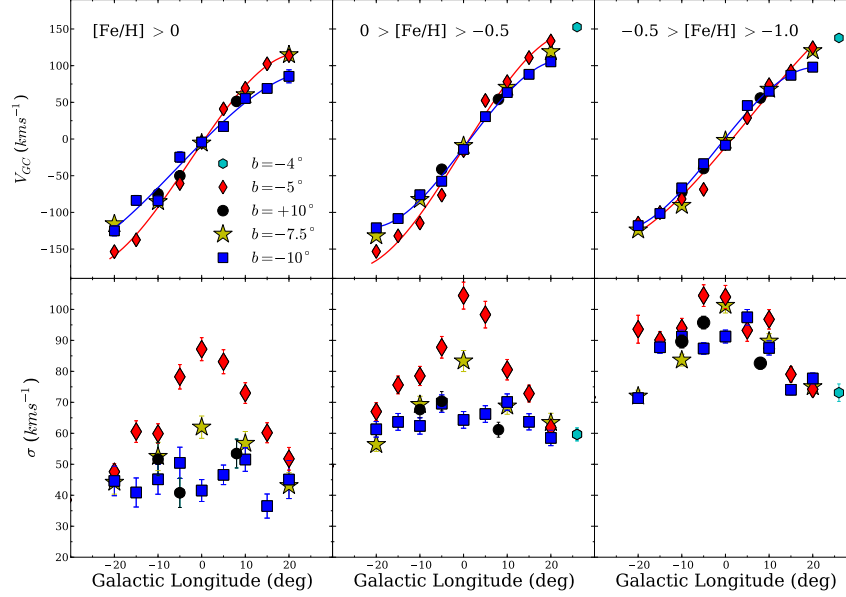 [Fe/H] > 0
0 > [Fe/H] > −0.5
−0.5 > [Fe/H] > −1.0
V_GC (kms^−1)
150
100
50
0
−50
−100
−150
b = −4°
b = −5°
b = +10°
b = −7.5°
b = −10°
σ (kms^−1)
100
90
80
70
60
50
40
30
20
−20 −10 0 10 20
−20 −10 0 10 20
−20 −10 0 10 20
Galactic Longitude (deg)
Galactic Longitude (deg)
Galactic Longitude (deg)